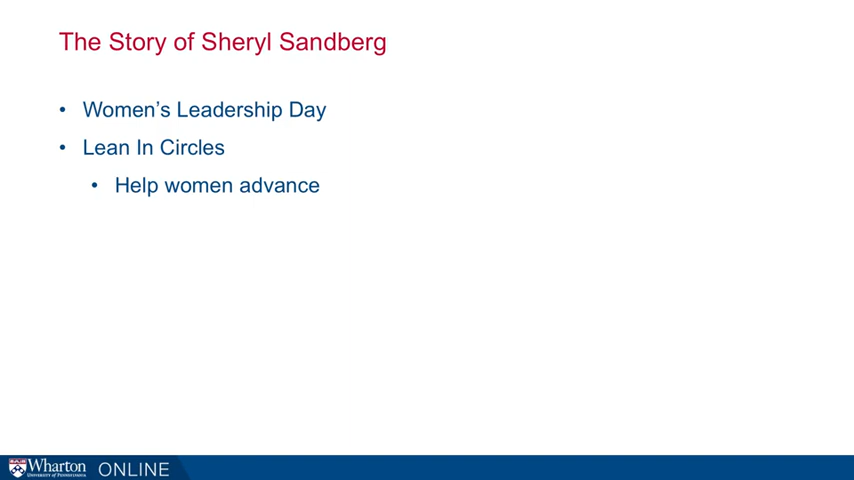 The Story of Sheryl Sandberg
• Women’s Leadership Day
• Lean In Circles
• Help women advance
Wharton
UNIVERSITY of PENNSYLVANIA
ONLINE